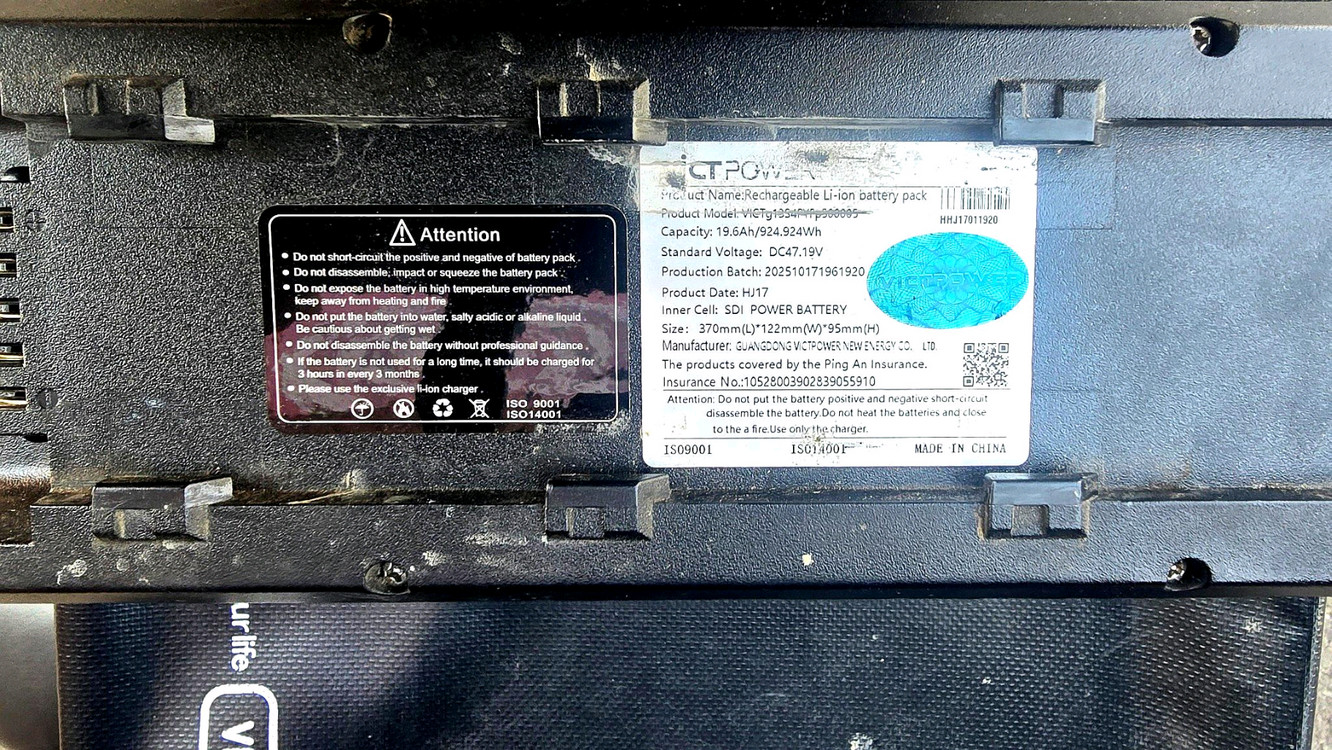 Attention
Do not short-circuit the positive and negative of battery pack .
Do not disassemble, impact or squeeze the battery pack .
Do not expose the battery in high temperature environment,
keep away from heating and fire
Do not put the battery into water, salty acidic or alkaline liquid .
Be cautious about getting wet .
Do not disassemble the battery without professional guidance .
If the battery is not used for a long time, it should be charged for
3 hours in every 3 months
Please use the exclusive li-ion charger .
ISO 9001
ISO14001
ICTPOWER
Product Name:Rechargeable Li-ion battery pack
Product Model:
HHJ17011920
Capacity: 19.6Ah/924.924Wh
Standard Voltage: DC47.19V
Production Batch: 202510171961920
VICTPOWER
Product Date: HJ17
Inner Cell: SDI POWER BATTERY
Size: 370mm(L)*122mm(W)*95mm(H)
Manufacturer: GUANGDONG VICTPOWER NEW ENERGY CO. LTD.
The products covered by the Ping An Insurance.
Insurance No.:10528003902839055910
Attention: Do not put the battery positive and negative short-circuit
disassemble the battery.Do not heat the batteries and close
to the a fire.Use only the charger.
ISO9001 ISO14001 MADE IN CHINA
ur life